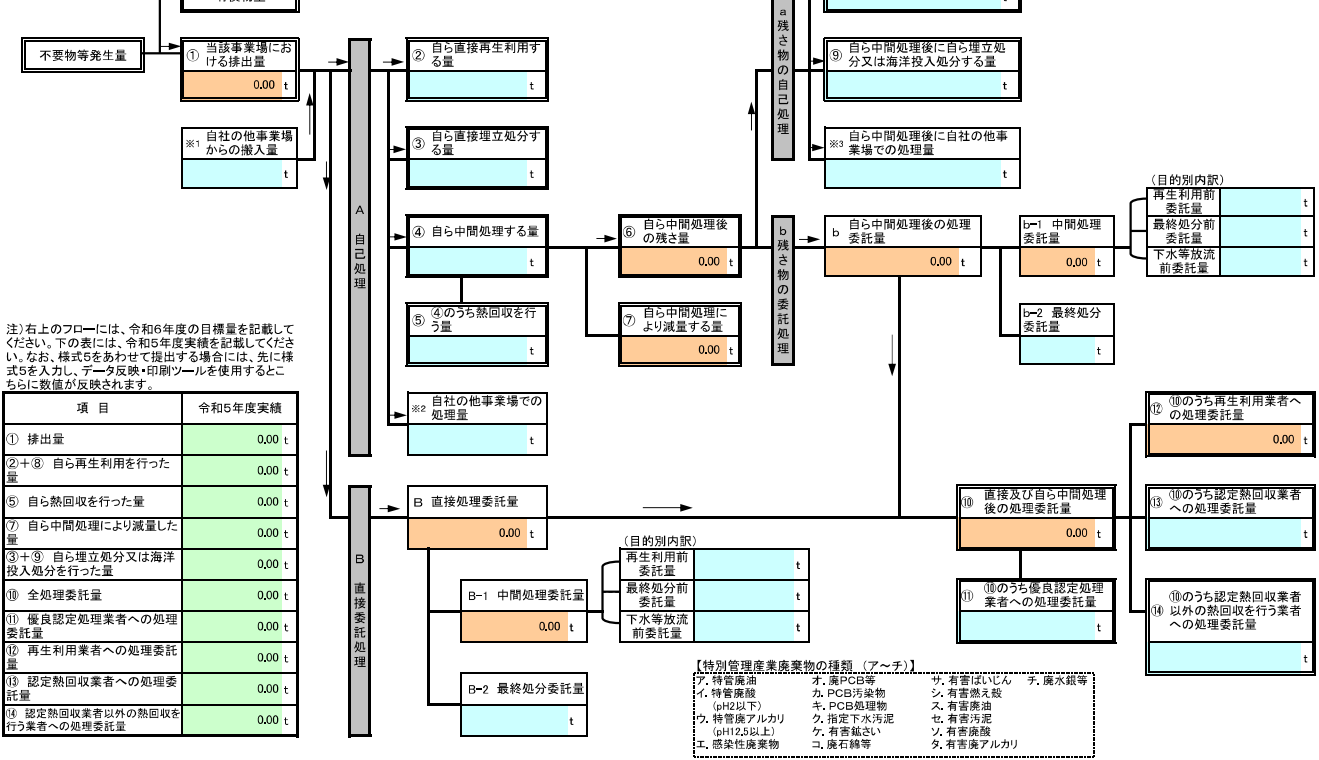 不要物等発生量
① 当該事業場にお
ける排出量
0.00 t
※1 自社の他事業場
からの搬入量
t
A 自己処理
② 自ら直接再生利用す
る量
t
③ 自ら直接埋立処分す
る量
t
④ 自ら中間処理する量
t
⑤ ④のうち熱回収を行
う量
t
※2 自社の他事業場での
処理量
t
⑥ 自ら中間処理後
の残さ量
0.00 t
⑦ 自ら中間処理に
より減量する量
0.00 t
a 残さ物の自己処理
⑨ 自ら中間処理後に自ら埋立処
分又は海洋投入処分する量
t
※3 自ら中間処理後に自社の他事
業場での処理量
t
b 残さ物の委託処理
b 自ら中間処理後の処理
委託量
0.00 t
b-1 中間処理
委託量
0.00 t
(目的別内訳)
再生利用前
委託量
t
最終処分前
委託量
t
下水等放流
前委託量
t
b-2 最終処分
委託量
t
注)右上のフローには、令和6年度の目標量を記載して
ください。下の表には、令和5年度実績を記載してくださ
い。なお、様式5をあわせて提出する場合には、先に様
式5を入力し、データ反映・印刷ツールを使用するとこ
ちらに数値が反映されます。
項 目 令和5年度実績
① 排出量 0.00 t
②+⑧ 自ら再生利用を行った
量 0.00 t
⑤ 自ら熱回収を行った量 0.00 t
⑦ 自ら中間処理により減量した
量 0.00 t
③+⑨ 自ら埋立処分又は海洋
投入処分を行った量 0.00 t
⑩ 全処理委託量 0.00 t
⑪ 優良認定処理業者への処理
委託量 0.00 t
⑫ 再生利用業者への処理委託
量 0.00 t
⑬ 認定熱回収業者への処理委
託量 0.00 t
⑭ 認定熱回収業者以外の熱回収を
行う業者への処理委託量 0.00 t
B 直接委託処理
B 直接処理委託量
0.00 t
B-1 中間処理委託量
0.00 t
(目的別内訳)
再生利用前
委託量
t
最終処分前
委託量
t
下水等放流
前委託量
t
B-2 最終処分委託量
t
⑩ 直接及び自ら中間処理
後の処理委託量
0.00 t
⑪ ⑩のうち優良認定処理
業者への処理委託量
t
⑫ ⑩のうち再生利用業者へ
の処理委託量
0.00 t
⑬ ⑩のうち認定熱回収業者
への処理委託量
t
⑭ ⑩のうち認定熱回収業者
以外の熱回収を行う業者
への処理委託量
t
【特別管理産業廃棄物の種類 (ア~チ)】
ア. 特管廃油 オ. 廃PCB等 サ. 有害ばいじん チ. 廃水銀等
イ. 特管廃酸 カ. PCB汚染物 シ. 有害燃え殻
(pH2以下) キ. PCB処理物 ス. 有害廃油
ウ. 特管廃アルカリ ク. 指定下水汚泥 セ. 有害汚泥
(pH12.5以上) ケ. 有害鉱さい ソ. 有害廃酸
エ. 感染性廃棄物 コ. 廃石綿等 タ. 有害廃アルカリ